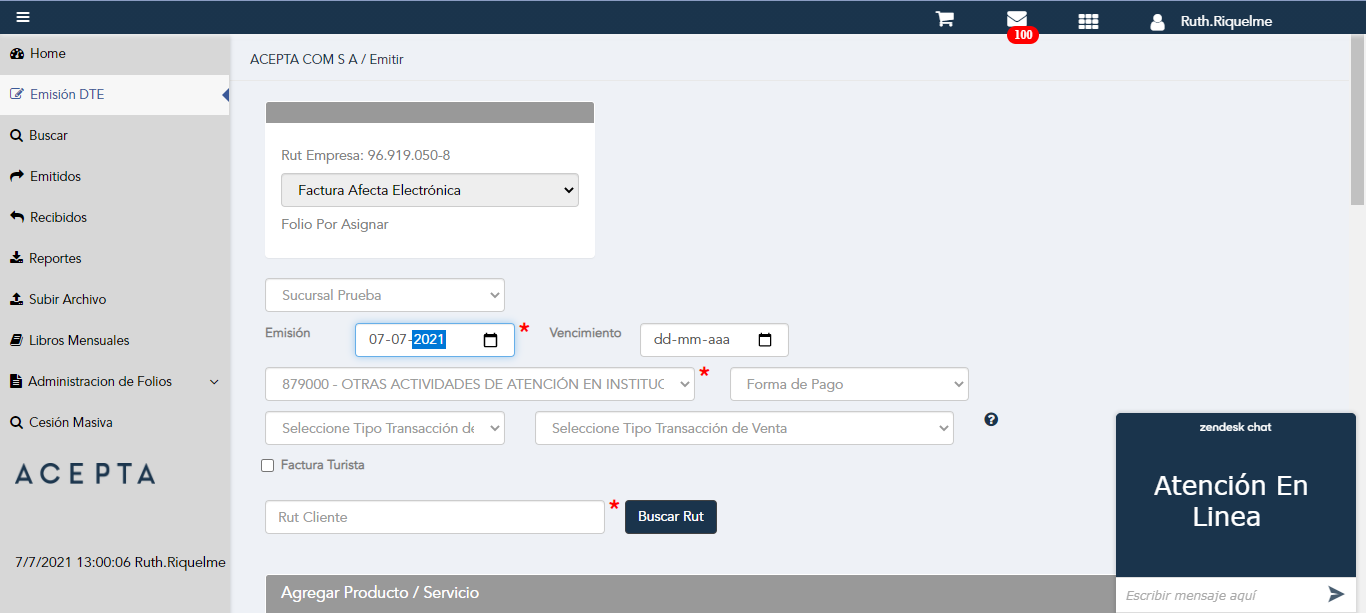 100
Ruth.Riquelme
Home
Emisión DTE
Buscar
Emitidos
Recibidos
Reportes
Subir Archivo
Libros Mensuales
Administracion de Folios
Cesión Masiva
ACEPTA
7/7/2021 13:00:06 Ruth.Riquelme
ACEPTA COM S A / Emitir
Rut Empresa: 96.919.050-8
Factura Afecta Electrónica
Folio Por Asignar
Sucursal Prueba
Emisión 07-07-2021 * Vencimiento dd-mm-aaa
879000 - OTRAS ACTIVIDADES DE ATENCIÓN EN INSTITUC * Forma de Pago
Seleccione Tipo Transacción de Seleccione Tipo Transacción de Venta ?
Factura Turista
Rut Cliente * Buscar Rut
Agregar Producto / Servicio
zendesk chat
Atención En
Linea
Escribir mensaje aquí